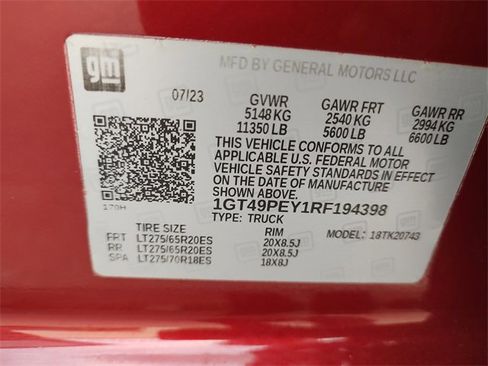 gm
MFD BY GENERAL MOTORS LLC
07/23 GVWR GAWR FRT GAWR RR
5148 KG 2540 KG 2994 KG
11350 LB 5600 LB 6600 LB
THIS VEHICLE CONFORMS TO ALL
APPLICABLE U.S. FEDERAL MOTOR
VEHICLE SAFETY STANDARDS IN EFFECT
ON THE DATE OF MANUFACTURE
SHOWN ABOVE.
1GT49PEY1RF194398
170H TYPE: TRUCK
TIRE SIZE RIM MODEL: 18TK20743
FRT LT275/65R20ES 20X8.5J
RR LT275/65R20ES 20X8.5J
SPA LT275/70R18ES 18X8J